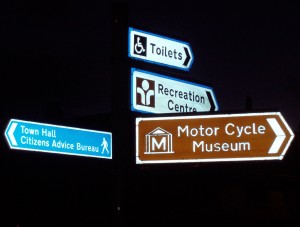 Toilets
Recreation
Centre
Town Hall
Citizens Advice Bureau
M
Motor Cycle
Museum